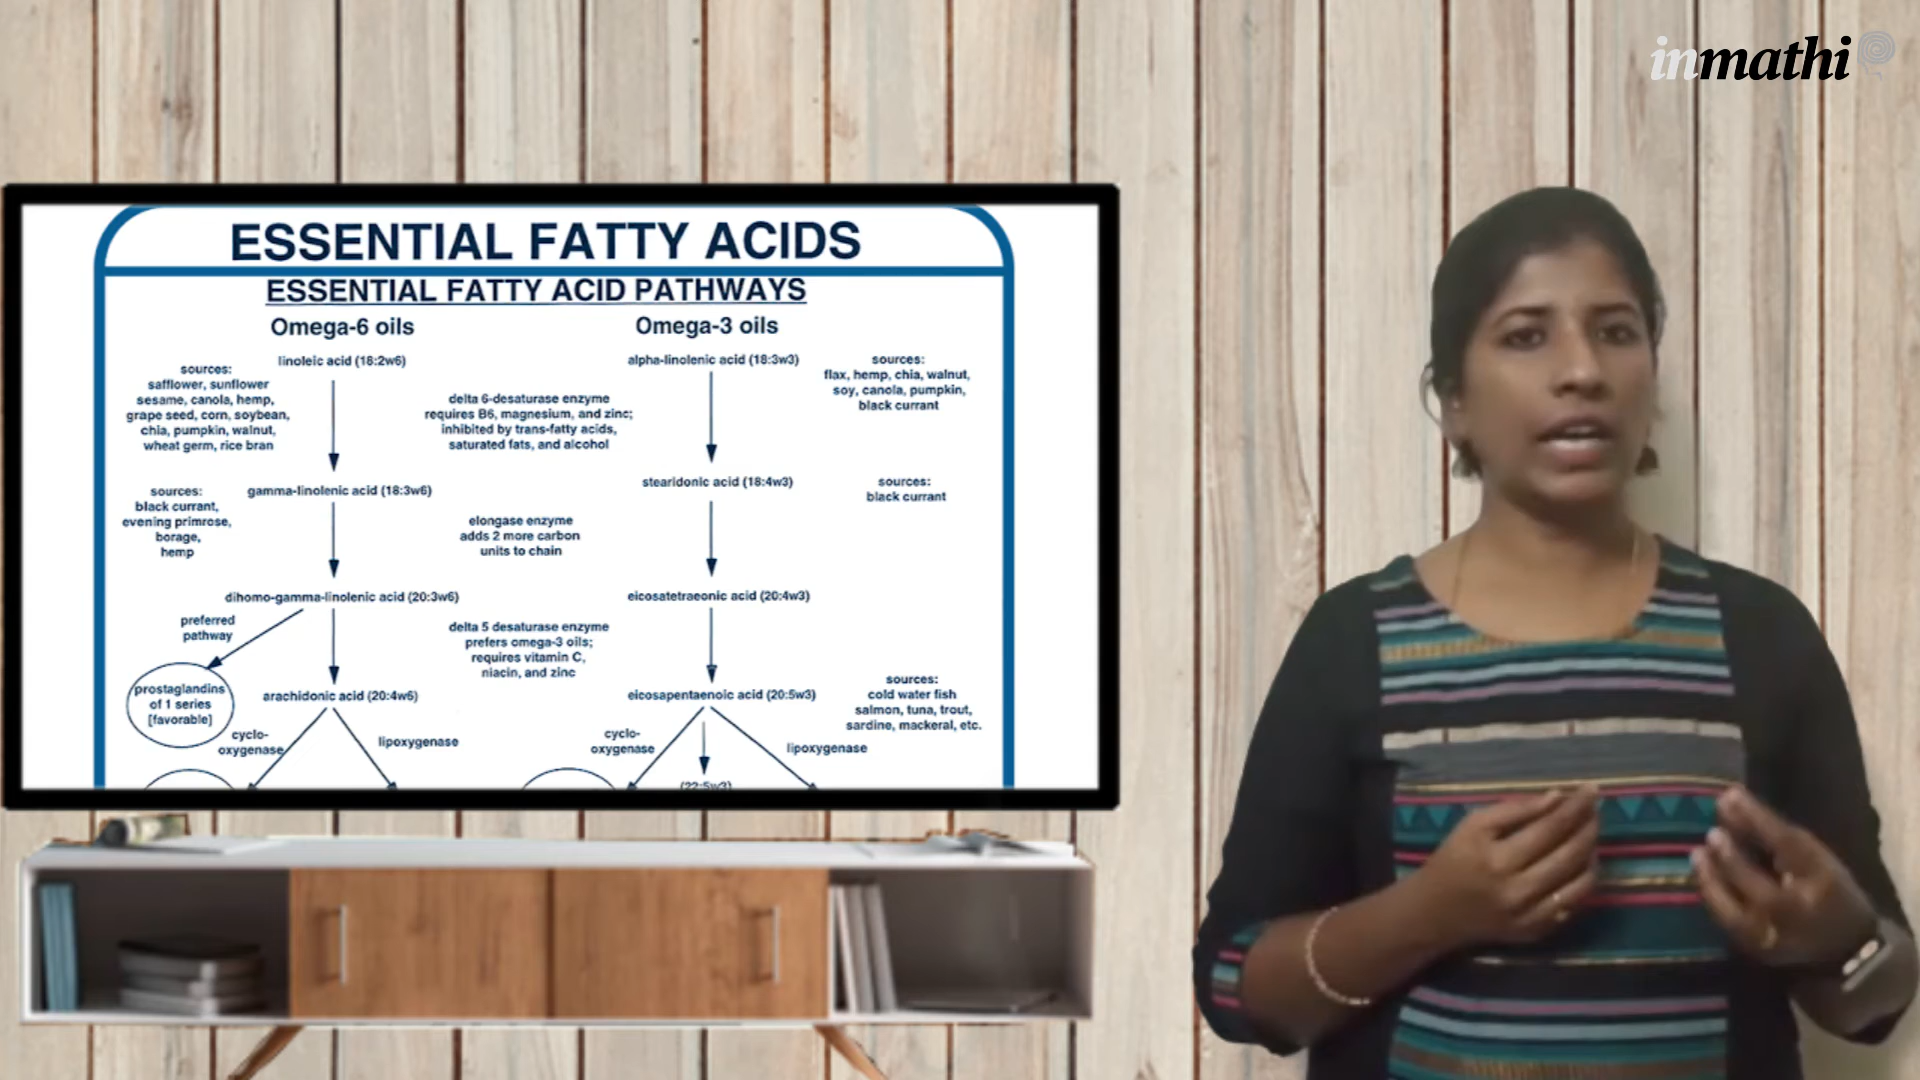 inmathi
ESSENTIAL FATTY ACIDS
ESSENTIAL FATTY ACID PATHWAYS
Omega-6 oils
Omega-3 oils
linoleic acid (18:2w6)
alpha-linolenic acid (18:3w3)
sources:
safflower, sunflower
sesame, canola, hemp,
grape seed, corn, soybean,
chia, pumpkin, walnut,
wheat germ, rice bran
delta 6-desaturase enzyme
requires B6, magnesium, and zinc;
inhibited by trans-fatty acids,
saturated fats, and alcohol
sources:
flax, hemp, chia, walnut,
soy, canola, pumpkin,
black currant
gamma-linolenic acid (18:3w6)
stearidonic acid (18:4w3)
sources:
black currant,
evening primrose,
borage,
hemp
elongase enzyme
adds 2 more carbon
units to chain
sources:
black currant
dihomo-gamma-linolenic acid (20:3w6)
eicosatetraeonic acid (20:4w3)
preferred
pathway
delta 5 desaturase enzyme
prefers omega-3 oils;
requires vitamin C,
niacin, and zinc
prostaglandins
of 1 series
[favorable]
arachidonic acid (20:4w6)
eicosapentaenoic acid (20:5w3)
sources:
cold water fish
salmon, tuna, trout,
sardine, mackeral, etc.
cyclo-
oxygenase
lipoxygenase
cyclo-
oxygenase
lipoxygenase
(22:5w3)